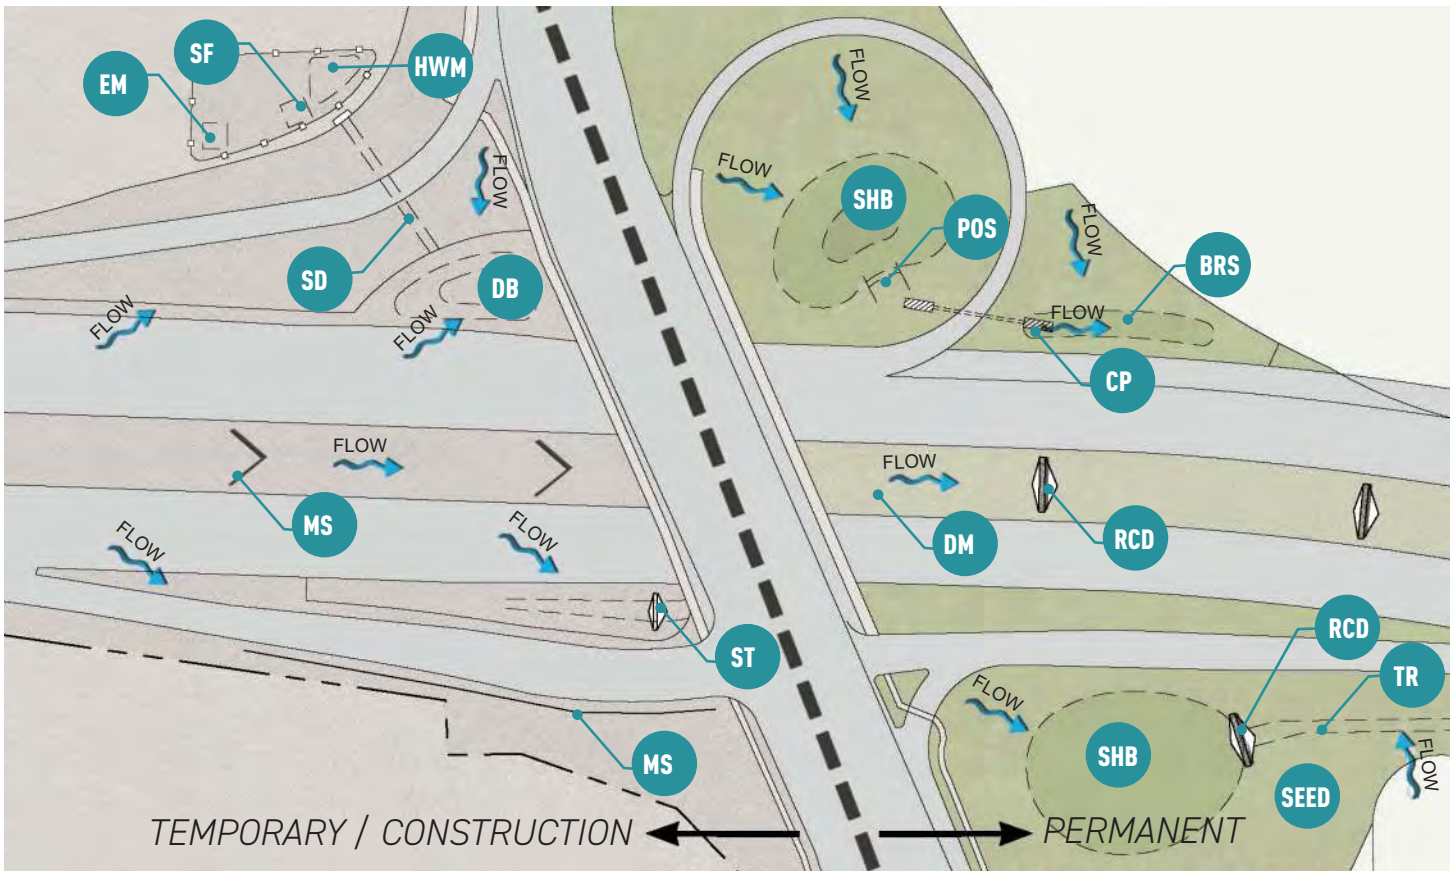 SF
HWM
EM
FLOW
FLOW
FLOW
SHB
POS
FLOW
SD
DB
BRS
FLOW
FLOW
FLOW
CP
FLOW
FLOW
MS
DM
RCD
FLOW
FLOW
ST
RCD
TR
FLOW
MS
SHB
SEED
FLOW
TEMPORARY / CONSTRUCTION
PERMANENT